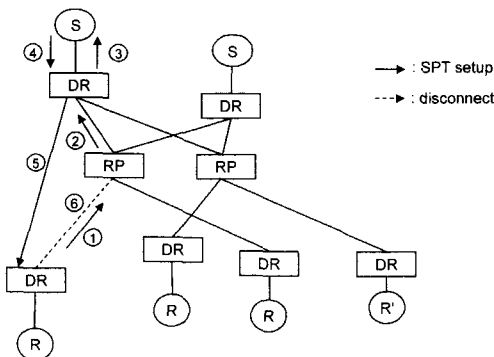 S
④
③
S
: SPT setup
DR
: disconnect
DR
②
RP
RP
⑤
⑥
①
DR
DR
DR
DR
R
R
R'
R